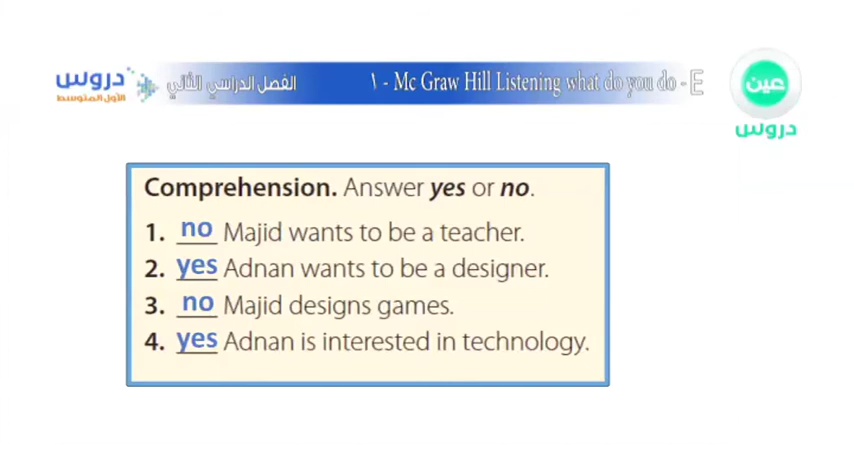 دروس
الأول المتوسط
الفصل الدراسي الثاني
١ - Mc Graw Hill Listening what do you do - E
عين
دروس
Comprehension. Answer yes or no.
1. no Majid wants to be a teacher.
2. yes Adnan wants to be a designer.
3. no Majid designs games.
4. yes Adnan is interested in technology.